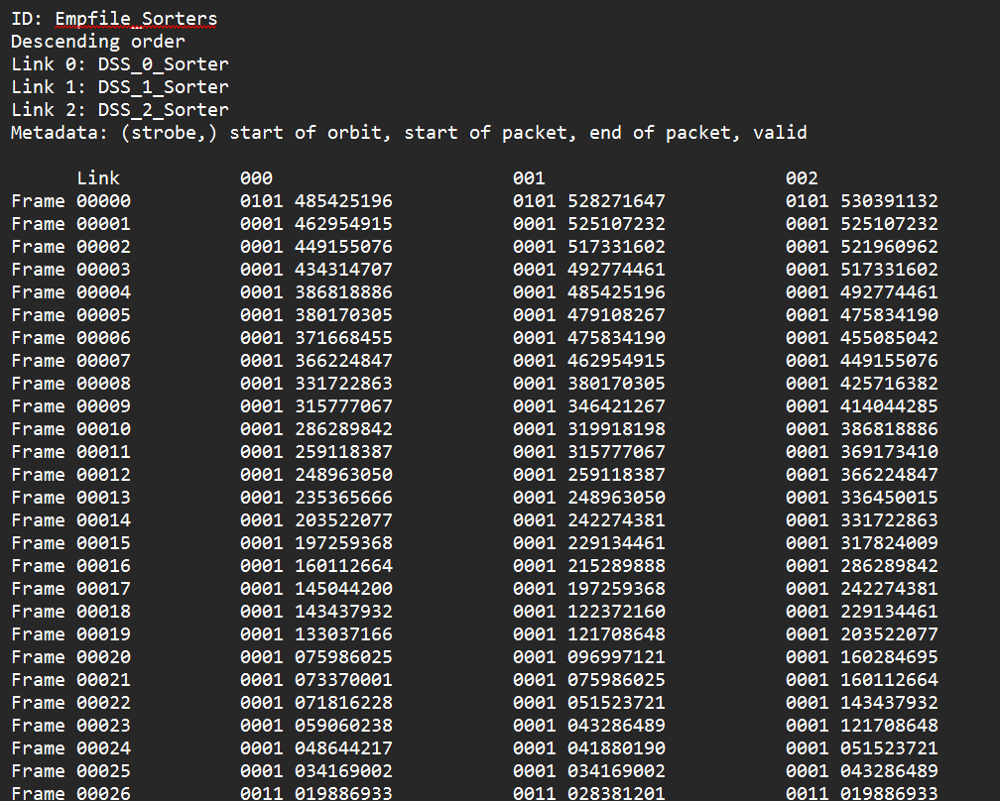 ID: Empfile_Sorters
Descending order
Link 0: DSS_0_Sorter
Link 1: DSS_1_Sorter
Link 2: DSS_2_Sorter
Metadata: (strobe,) start of orbit, start of packet, end of packet, valid
Link 000 001 002
Frame 00000 0101 485425196 0101 528271647 0101 530391132
Frame 00001 0001 462954915 0001 525107232 0001 525107232
Frame 00002 0001 449155076 0001 517331602 0001 521960962
Frame 00003 0001 434314707 0001 492774461 0001 517331602
Frame 00004 0001 386818886 0001 485425196 0001 492774461
Frame 00005 0001 380170305 0001 479108267 0001 475834190
Frame 00006 0001 371668455 0001 475834190 0001 455085042
Frame 00007 0001 366224847 0001 462954915 0001 449155076
Frame 00008 0001 331722863 0001 380170305 0001 425716382
Frame 00009 0001 315777067 0001 346421267 0001 414044285
Frame 00010 0001 286289842 0001 319918198 0001 386818886
Frame 00011 0001 259118387 0001 315777067 0001 369173410
Frame 00012 0001 248963050 0001 259118387 0001 366224847
Frame 00013 0001 235365666 0001 248963050 0001 336450015
Frame 00014 0001 203522077 0001 242274381 0001 331722863
Frame 00015 0001 197259368 0001 229134461 0001 317824009
Frame 00016 0001 160112664 0001 215289888 0001 286289842
Frame 00017 0001 145044200 0001 197259368 0001 242274381
Frame 00018 0001 143437932 0001 122372160 0001 229134461
Frame 00019 0001 133037166 0001 121708648 0001 203522077
Frame 00020 0001 075986025 0001 096997121 0001 160284695
Frame 00021 0001 073370001 0001 075986025 0001 160112664
Frame 00022 0001 071816228 0001 051523721 0001 143437932
Frame 00023 0001 059060238 0001 043286489 0001 121708648
Frame 00024 0001 048644217 0001 041880190 0001 051523721
Frame 00025 0001 034169002 0001 034169002 0001 043286489
Frame 00026 0011 019886933 0011 028381201 0011 019886933